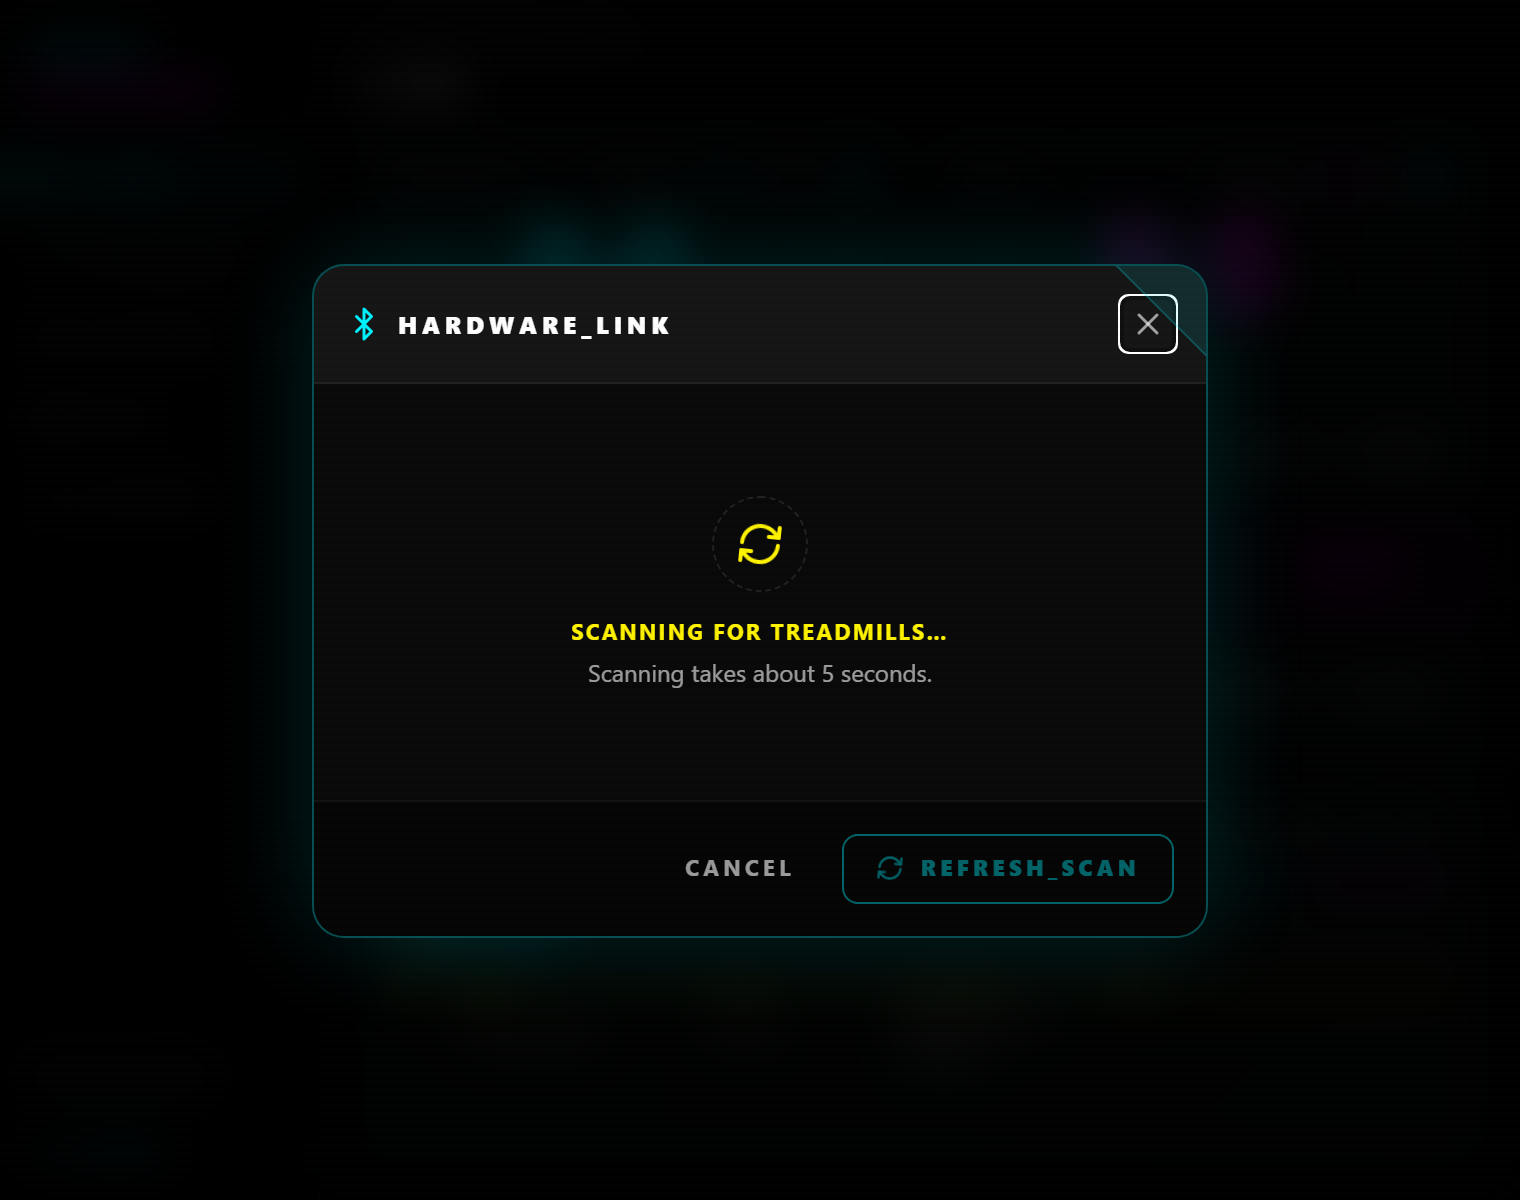 HARDWARE_LINK
SCANNING FOR TREADMILLS...
Scanning takes about 5 seconds.
CANCEL
REFRESH_SCAN